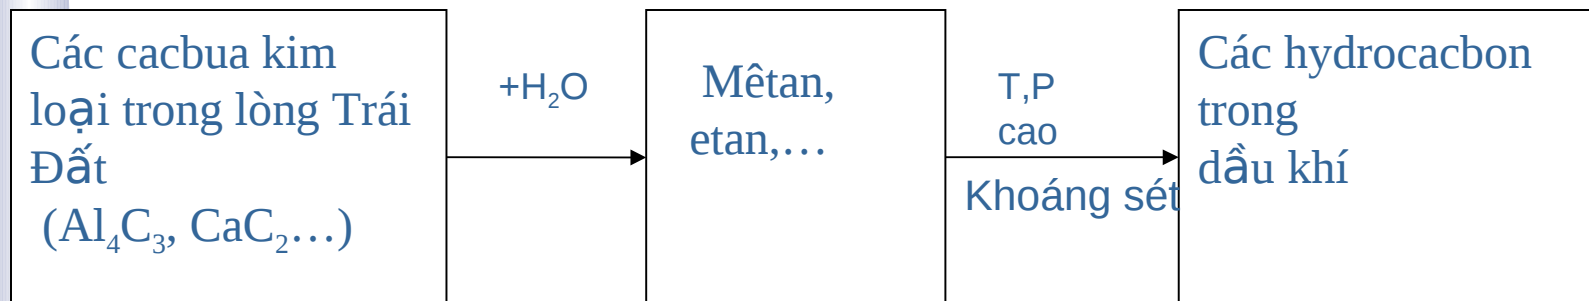 Các cacbua kim
loại trong lòng Trái
Đất
(Al₄C₃, CaC₂…)
+H₂O
Mêtan,
etan,…
T,P
cao
Khoáng sét
Các hydrocacbon
trong
dầu khí